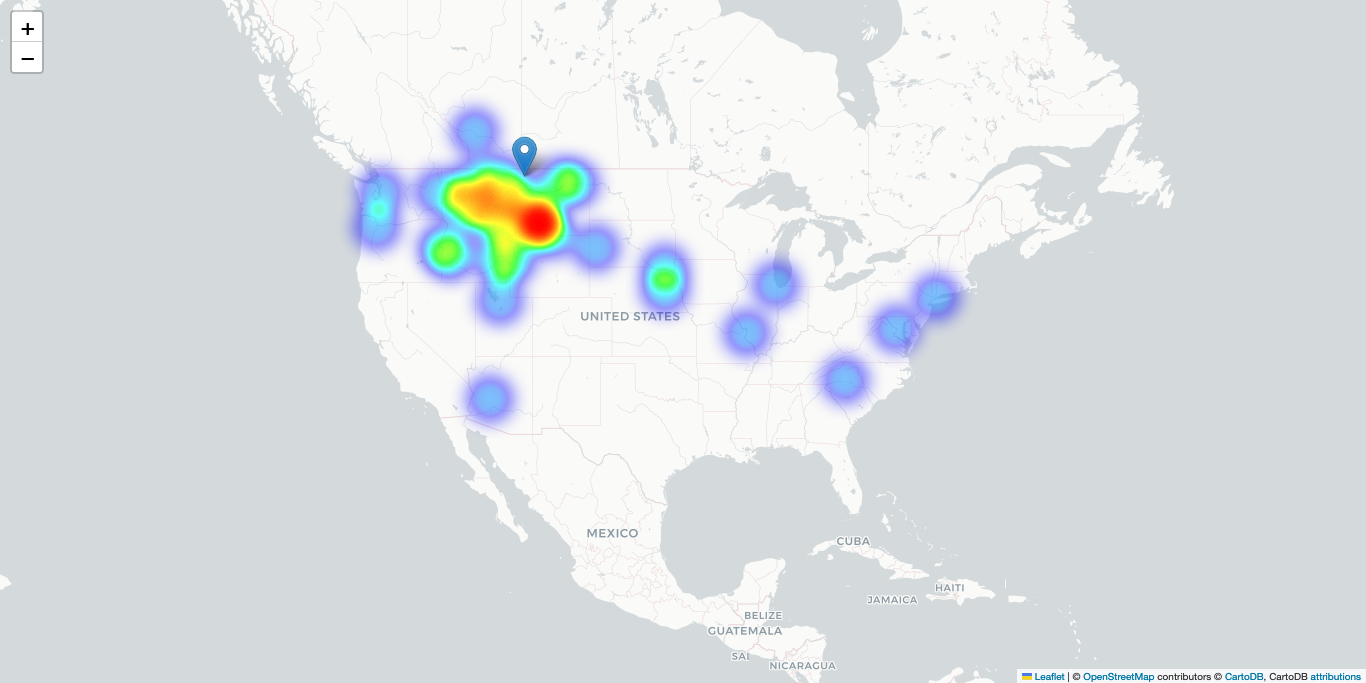 +
−
UNITED STATES
MEXICO
CUBA
HAITI
JAMAICA
BELIZE
GUATEMALA
SAL
NICARAGUA
Leaflet | © OpenStreetMap contributors © CartoDB, CartoDB attributions